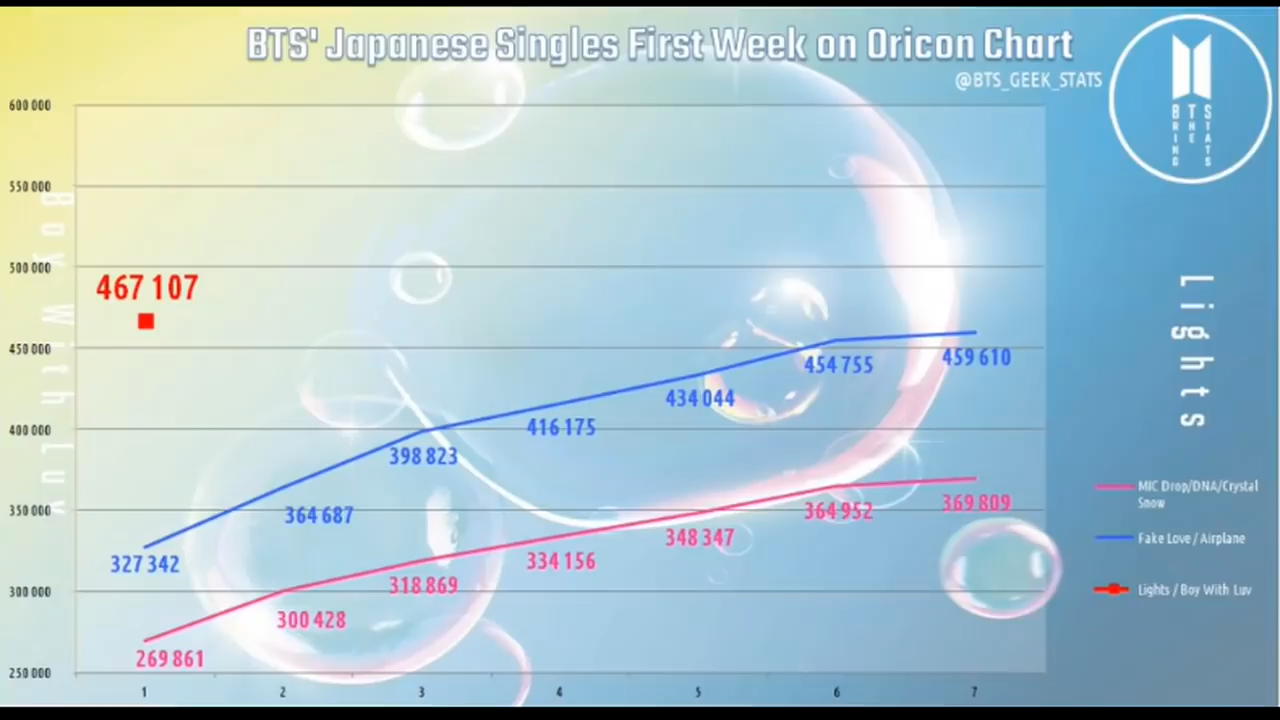 BTS' Japanese Singles First Week on Oricon Chart
@BTS_GEEK_STATS
BRING THE STATS
600 000
550 000
500 000
450 000
400 000
350 000
300 000
250 000
Boy With Luv
467 107
327 342
364 687
398 823
416 175
434 044
454 755
459 610
269 861
300 428
318 869
334 156
348 347
364 952
369 809
1 2 3 4 5 6 7
Lights
MIC Drop/DNA/Crystal
Snow
Fake Love / Airplane
Lights / Boy With Luv